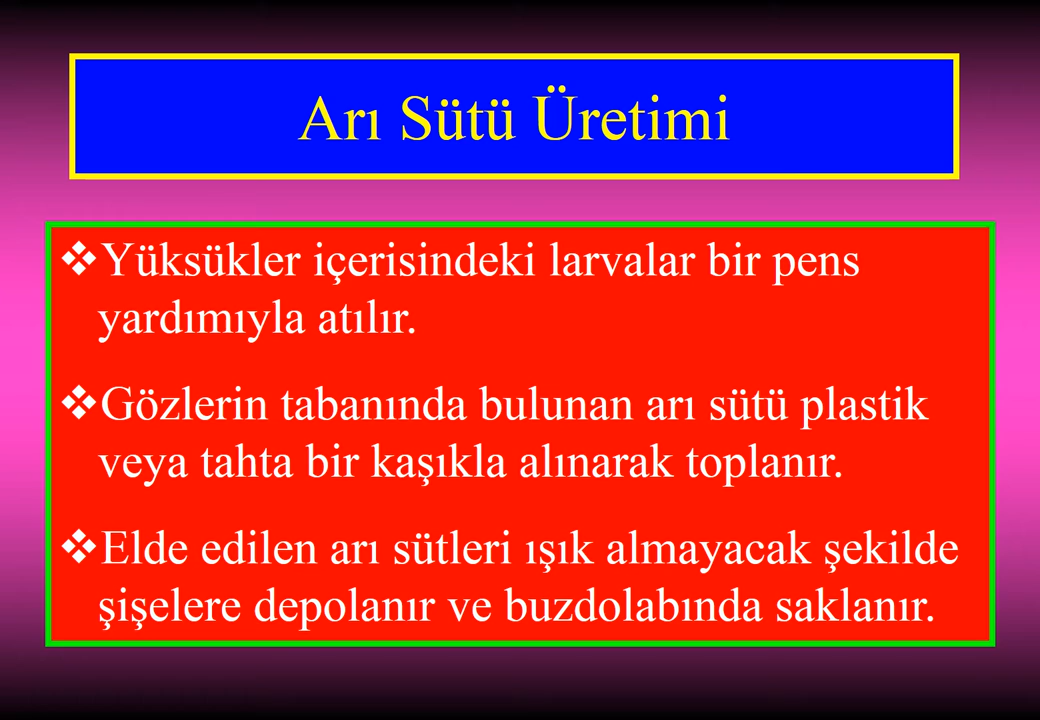 Arı Sütü Üretimi
❖Yüksükler içerisindeki larvalar bir pens
yardımıyla atılır.
❖Gözlerin tabanında bulunan arı sütü plastik
veya tahta bir kaşıkla alınarak toplanır.
❖Elde edilen arı sütleri ışık almayacak şekilde
şişelere depolanır ve buzdolabında saklanır.